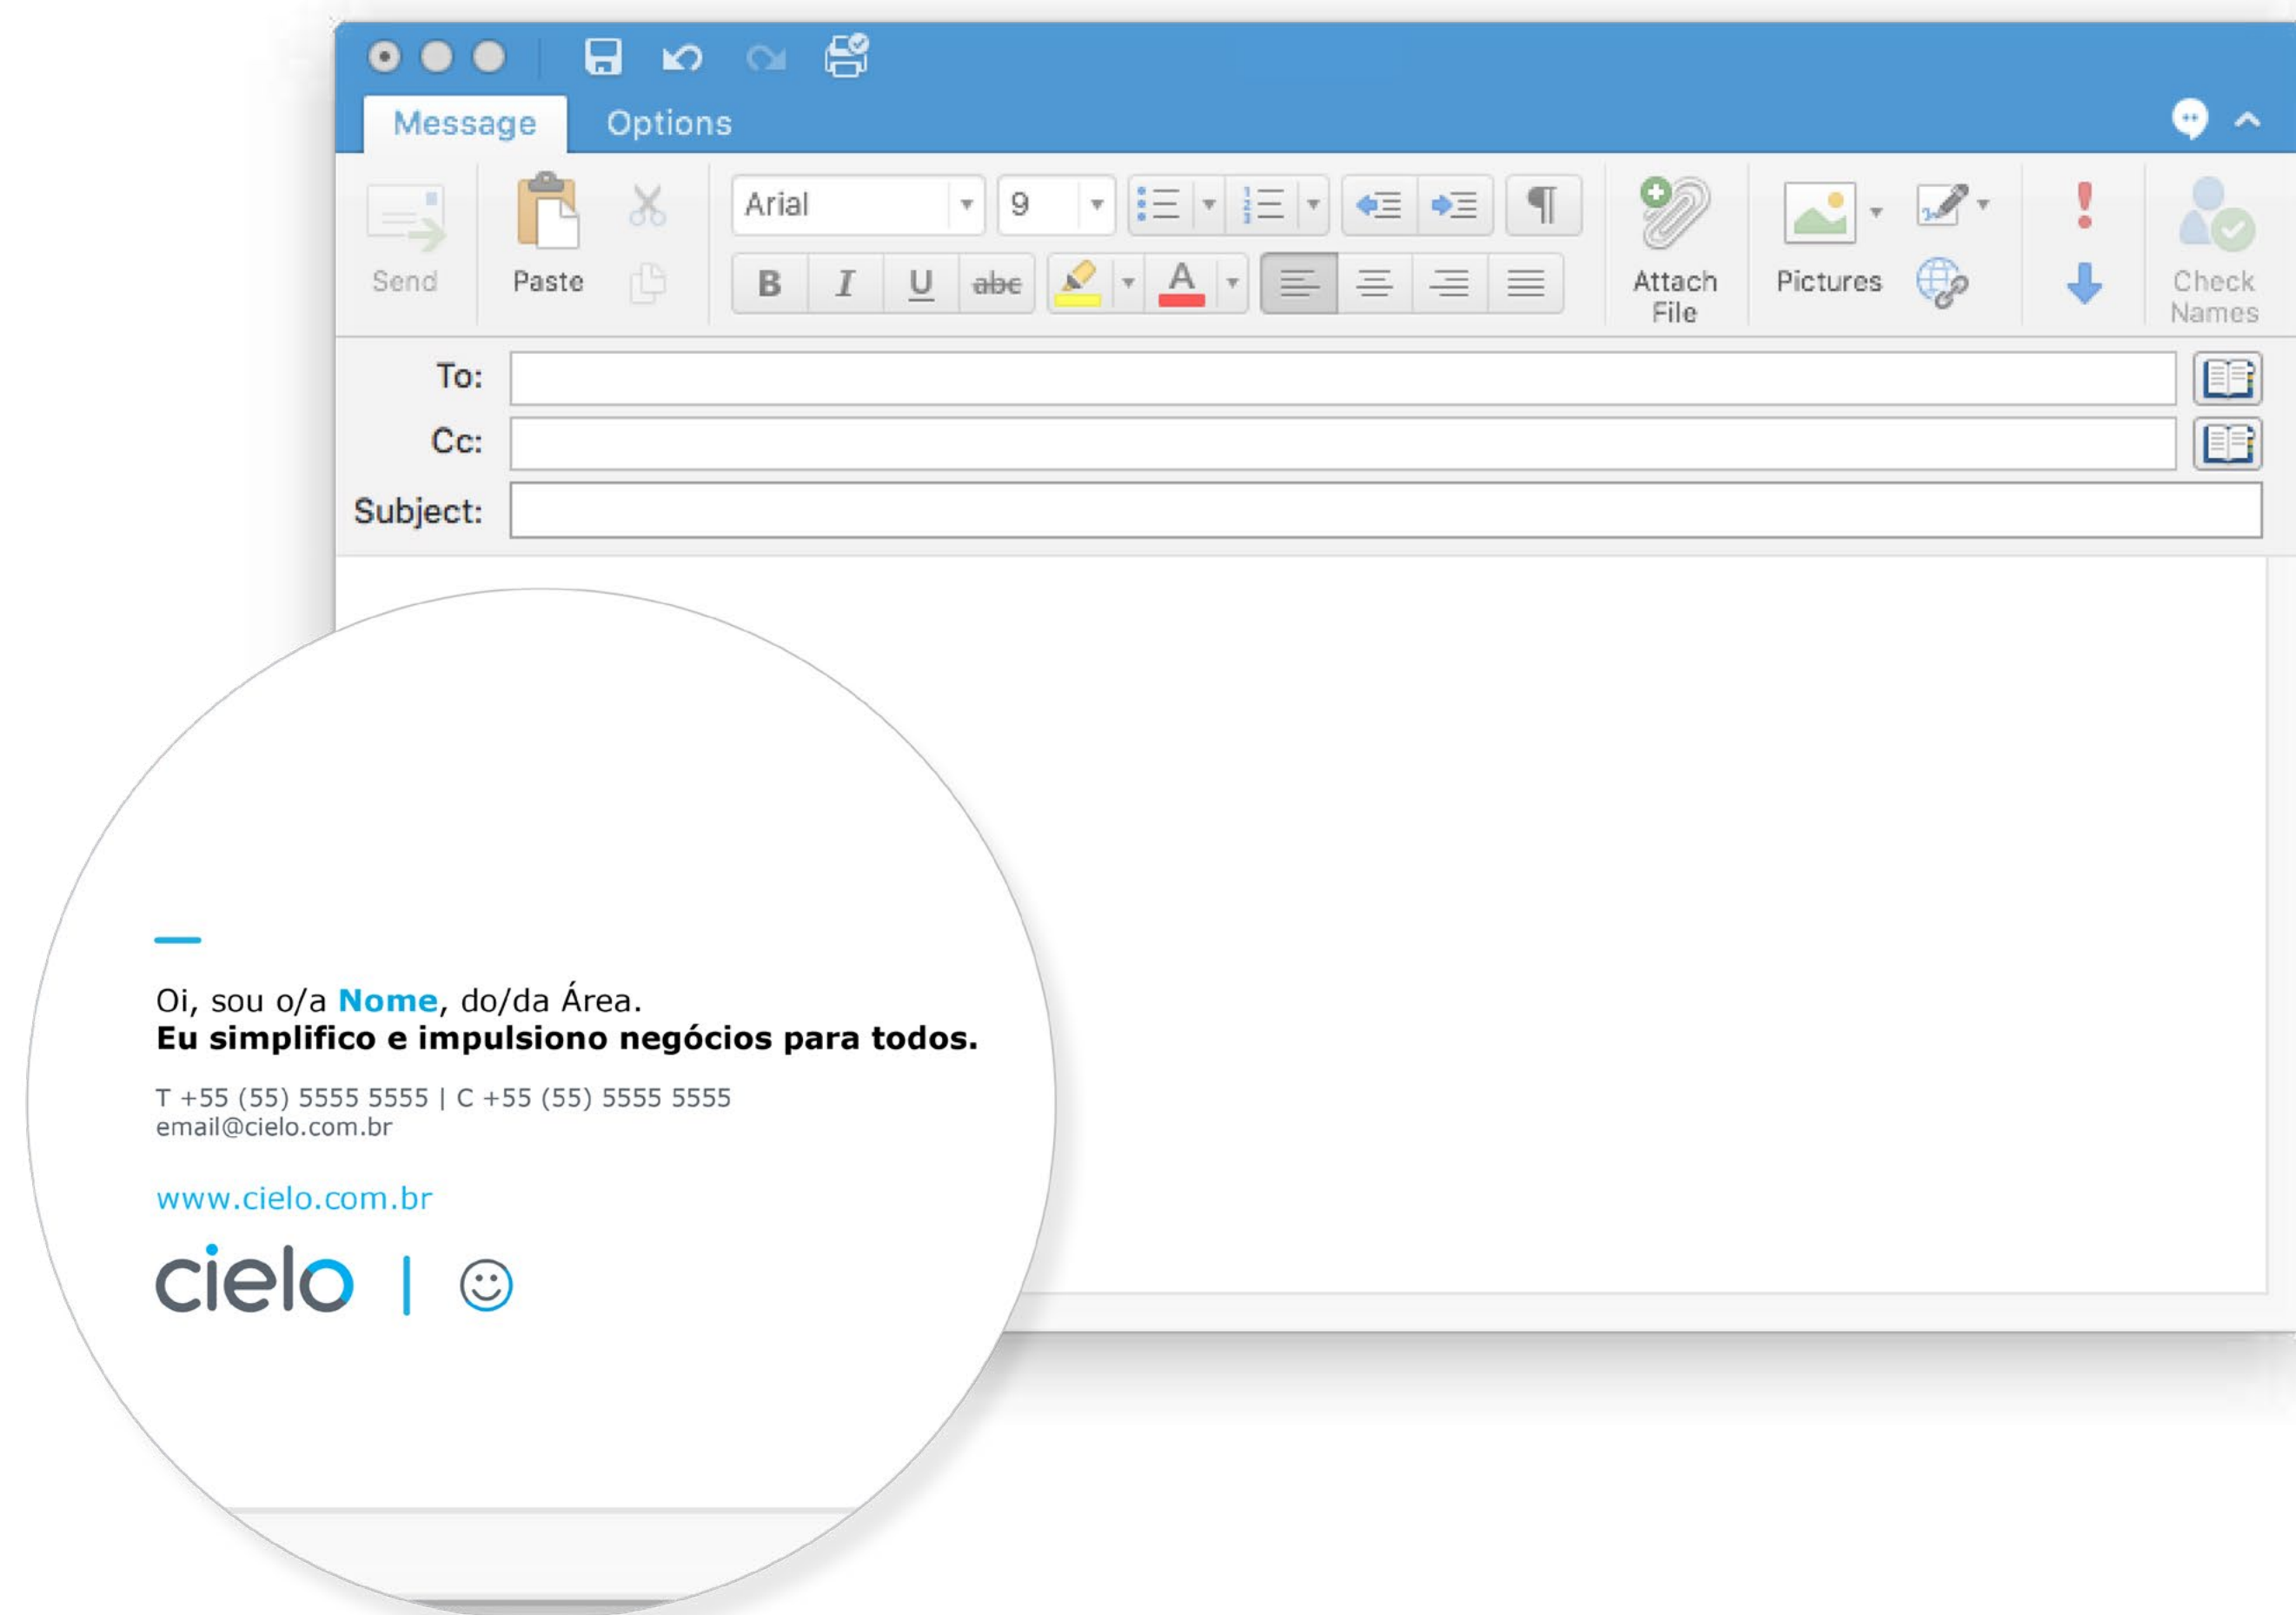 Message Options
Arial 9
Send Paste B I U abc A Attach File Pictures Check Names
To:
Cc:
Subject:
Oi, sou o/a Nome, do/da Área.
Eu simplifico e impulsiono negócios para todos.
T +55 (55) 5555 5555 | C +55 (55) 5555 5555
email@cielo.com.br
www.cielo.com.br
cielo |